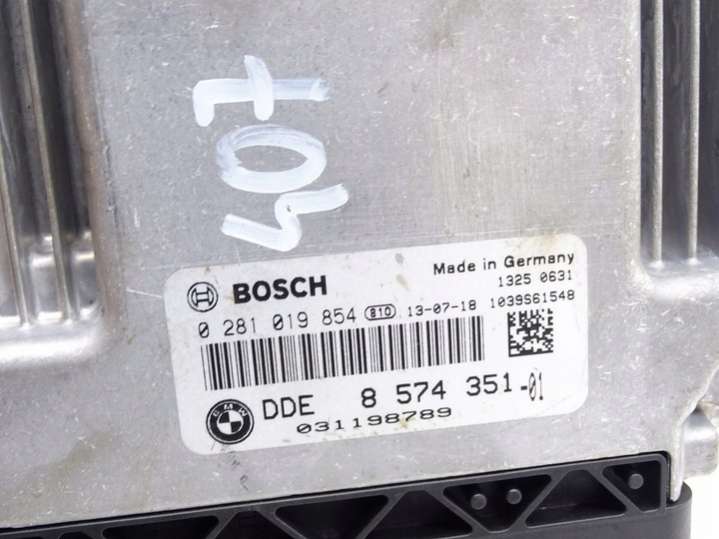 407
BOSCH
Made in Germany
1325 0631
0 281 019 854 810 13-07-18 1039S61548
BMW
DDE 8 574 351-01
031198789